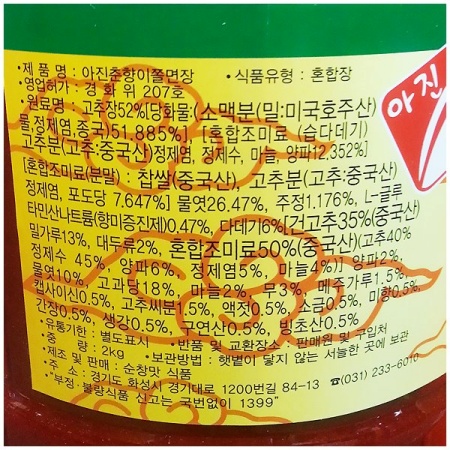 •제 품 명 : 아진춘향이쫄면장 •식품유형 : 혼합장
•영업허가 : 경 화 위 207호
•원료명 : 고추장52%[당화물:(소맥분(밀:미국호주산)
물,정제염,종국)51.885%] [혼합조미료 (습다데기)
고추분(고추:중국산)정제염, 정제수, 마늘, 양파12.352%]
[혼합조미료(분말) : 찹쌀(중국산), 고추분(고추:중국산)
정제염, 포도당 7.647%] 물엿26.47%, 주정1.176%, L-글루
타민산나트륨(향미증진제)0.47%, 다데기6%[건고추35%(중국산)
밀가루13%, 대두류2%, 혼합조미료50%(중국산)(고추40%
정제수 45%, 양파6%, 정제염5%, 마늘4%)] 양파2%,
물엿10%, 고과당18%, 마늘2%, 무3%, 메주가루1.5%,
캡사이신0.5%, 고추씨분1.5%, 액젓0.5%, 소금0.5%, 미향0.5%,
간장0.5%, 생강0.5%, 구연산0.5%, 빙초산0.5%
•유통기한 : 별도표시 •반품 및 교환장소 : 판매원 및 구입처
•중 량 : 2kg •보관방법 : 햇볕이 닿지 않는 서늘한 곳에 보관
•제조 및 판매 : 순창맛 식품
•주 소 : 경기도 화성시 경기대로 1200번길 84-13 ☎(031) 233-6010
•"부정·불량식품 신고는 국번없이 1399"
아진